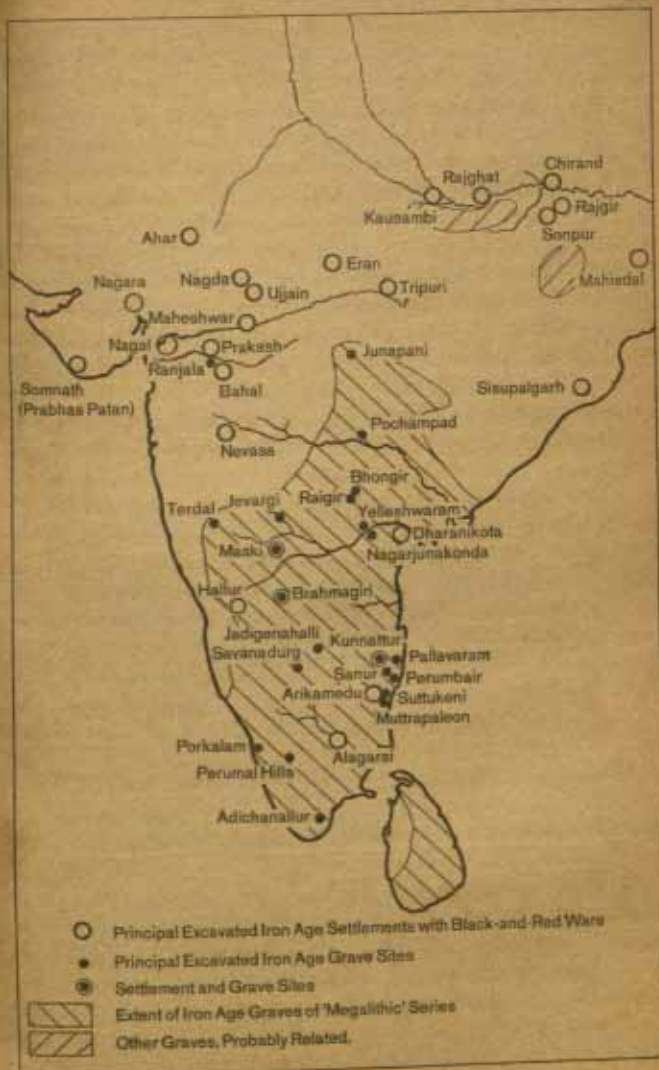 Chirand
Rajghat
Rajgir
Kausambi
Sonpur
Ahar
Eran
Mahisdal
Nagda
Nagara
Ujjain
Tripuri
Maheshwar
Nagal
Prakash
Junapani
Ranjala
Bahal
Sisupalgarh
Somnath
(Prabhas Patan)
Pochampad
Nevasa
Bhongir
Jevargi
Raigir
Terdal
Yelleshwaram
Dharanikota
Maski
Nagarjunakonda
Hallur
Brahmagiri
Jadigenahalli
Kunnattur
Savanadurg
Pallavaram
Sanur
Perumbair
Arikamedu
Suttukeni
Muttrapaleon
Porkalam
Alagarai
Perumal Hills
Adichanallur
Principal Excavated Iron Age Settlements with Black-and-Red Ware
Principal Excavated Iron Age Grave Sites
Settlement and Grave Sites
Extent of Iron Age Graves of 'Megalithic' Series
Other Graves, Probably Related.